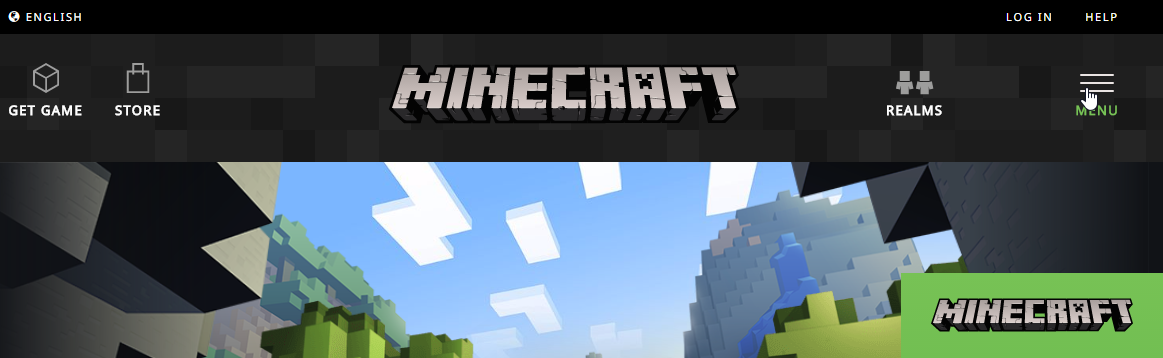 ENGLISH
LOG IN
HELP
GET GAME
STORE
MINECRAFT
REALMS
MENU
MINECRAFT